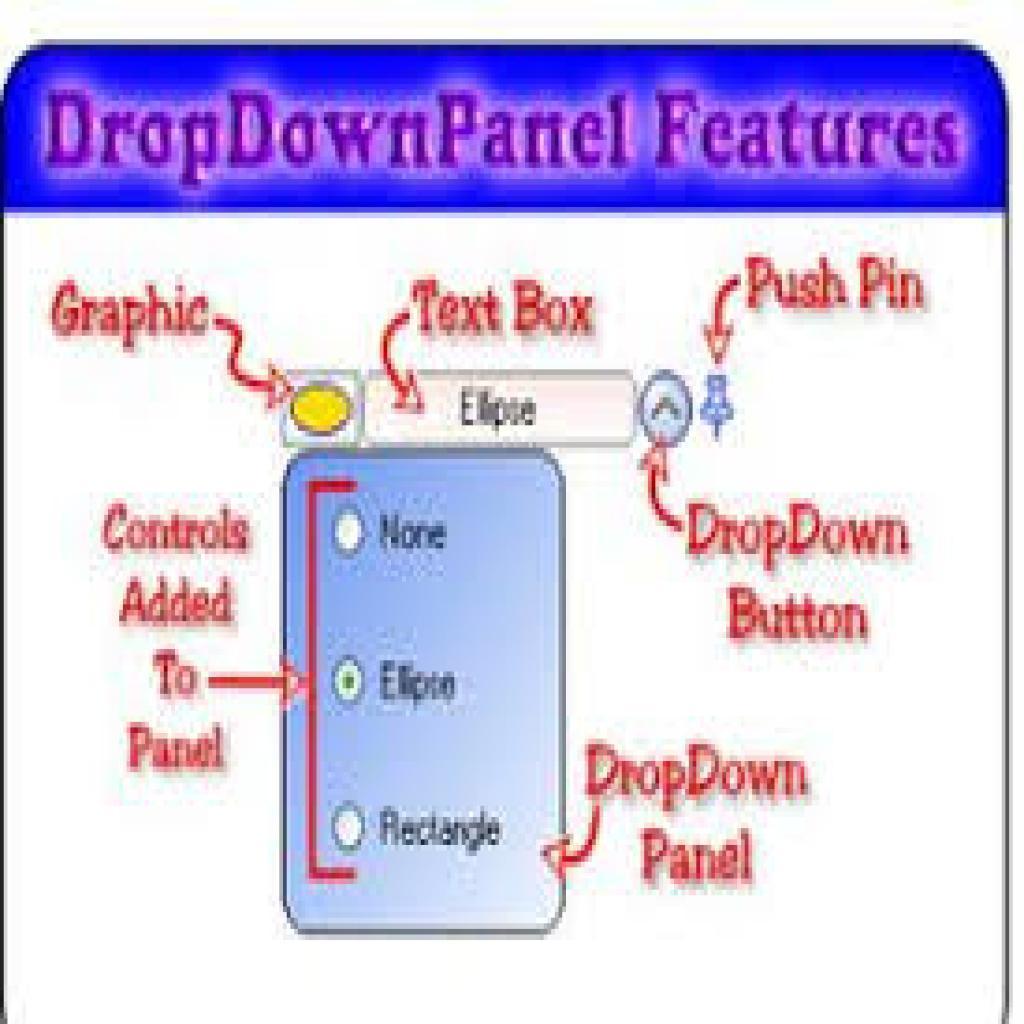 DropDownPanel Features
Graphic
Text Box
Push Pin
Ellipse
Controls
Added
To
Panel
None
Ellipse
Rectangle
DropDown
Button
DropDown
Panel